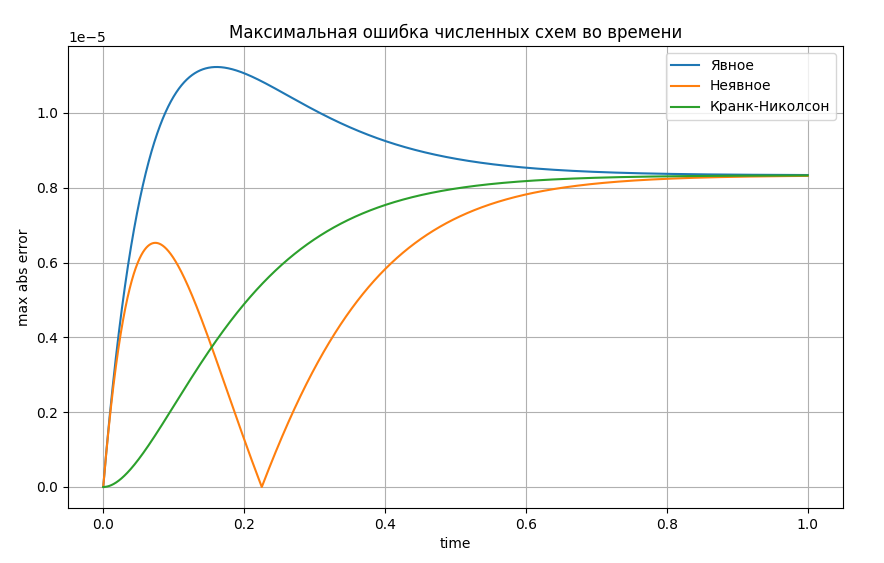 Максимальная ошибка численных схем во времени
1e−5
Явное
Неявное
Кранк-Николсон
1.0
0.8
0.6
0.4
0.2
0.0
max abs error
0.0 0.2 0.4 0.6 0.8 1.0
time